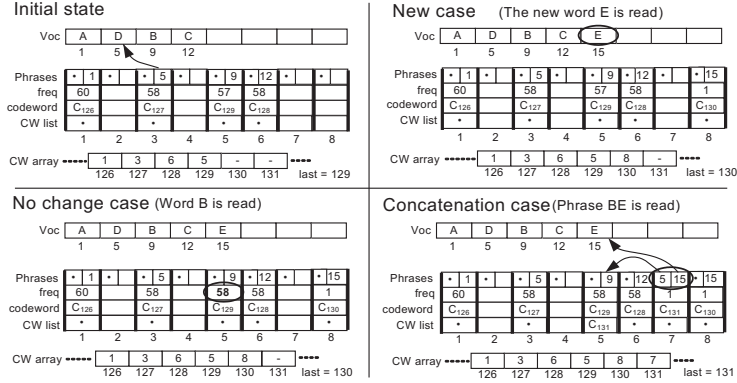 Initial state
Voc A D B C
1 5 9 12
Phrases • 1 • • 5 • • 9 • 12 • •
freq 60 58 57 58
codeword C126 C127 C129 C128
CW list • • • •
1 2 3 4 5 6 7 8
CW array 1 3 6 5 - -
126 127 128 129 130 131 last = 129
New case (The new word E is read)
Voc A D B C E
1 5 9 12 15
Phrases • 1 • • 5 • • 9 • 12 • • 15
freq 60 58 57 58 1
codeword C126 C127 C129 C128 C130
CW list • • • • •
1 2 3 4 5 6 7 8
CW array 1 3 6 5 8 -
126 127 128 129 130 131 last = 130
No change case (Word B is read)
Voc A D B C E
1 5 9 12 15
Phrases • 1 • • 5 • • 9 • 12 • • 15
freq 60 58 58 58 1
codeword C126 C127 C129 C128 C130
CW list • • • • •
1 2 3 4 5 6 7 8
CW array 1 3 6 5 8 -
126 127 128 129 130 131 last = 130
Concatenation case (Phrase BE is read)
Voc A D B C E
1 5 9 12 15
Phrases • 1 • • 5 • • 9 • 12 5 15 • 15
freq 60 58 58 58 1 1
codeword C126 C127 C129 C128 C131 C130
CW list • • C131 • • •
1 2 3 4 5 6 7 8
CW array 1 3 6 5 8 7
126 127 128 129 130 131 last = 131